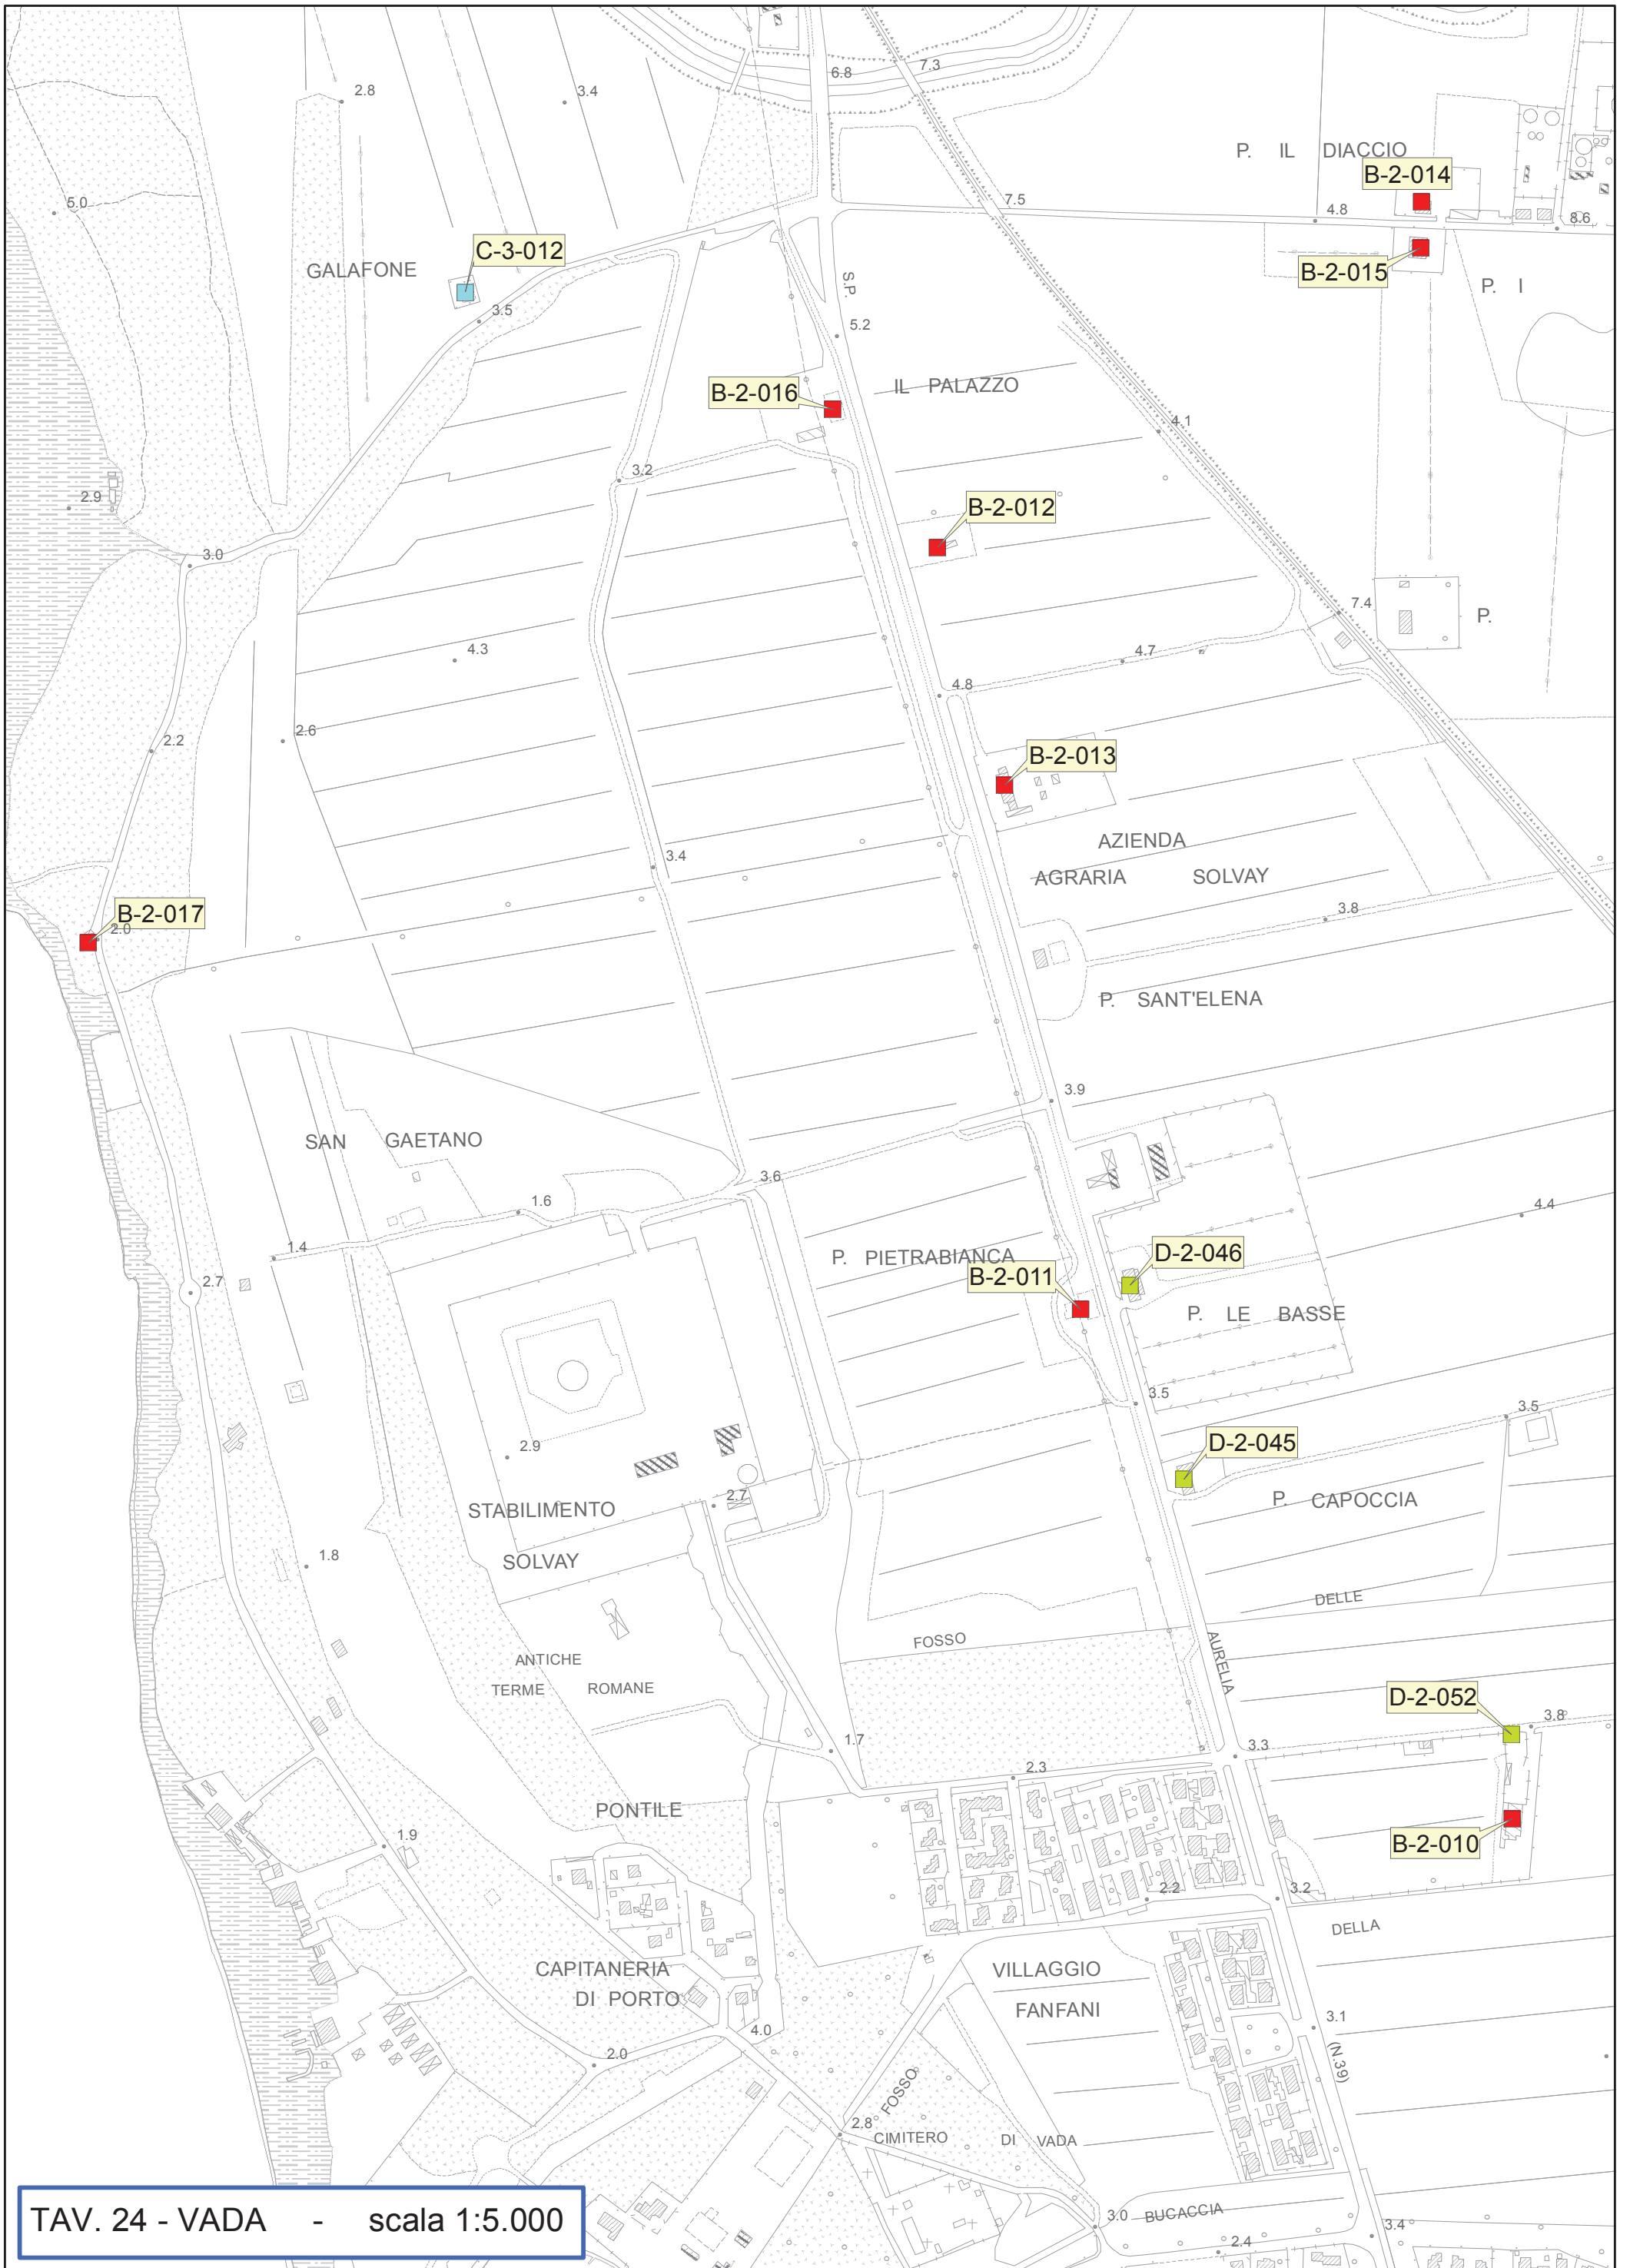 6.8
7.3
2.8
3.4
P. IL DIACCIO
B-2-014
5.0
7.5
4.8
8.6
C-3-012
GALAFONE
B-2-015
P. I
S.P.
3.5
5.2
B-2-016
IL PALAZZO
4.1
3.2
2.9
B-2-012
3.0
7.4
P.
4.3
4.7
4.8
2.6
2.2
B-2-013
AZIENDA
3.4
AGRARIA SOLVAY
B-2-017
2.0
3.8
P. SANT'ELENA
3.9
SAN GAETANO
3.6
1.6
4.4
1.4
P. PIETRABIANCA
D-2-046
2.7
B-2-011
P. LE BASSE
3.5
3.5
2.9
D-2-045
2.7
P. CAPOCCIA
STABILIMENTO
SOLVAY
1.8
DELLE
FOSSO
AURELIA
ANTICHE
TERME ROMANE
D-2-052
3.8
1.7
3.3
2.3
PONTILE
1.9
B-2-010
2.2
3.2
DELLA
CAPITANERIA
DI PORTO
VILLAGGIO
FANFANI
4.0
3.1
(N.39)
2.0
FOSSO
2.8
CIMITERO DI VADA
3.0
BUCACCIA
3.4
2.4
TAV. 24 - VADA - scala 1:5.000